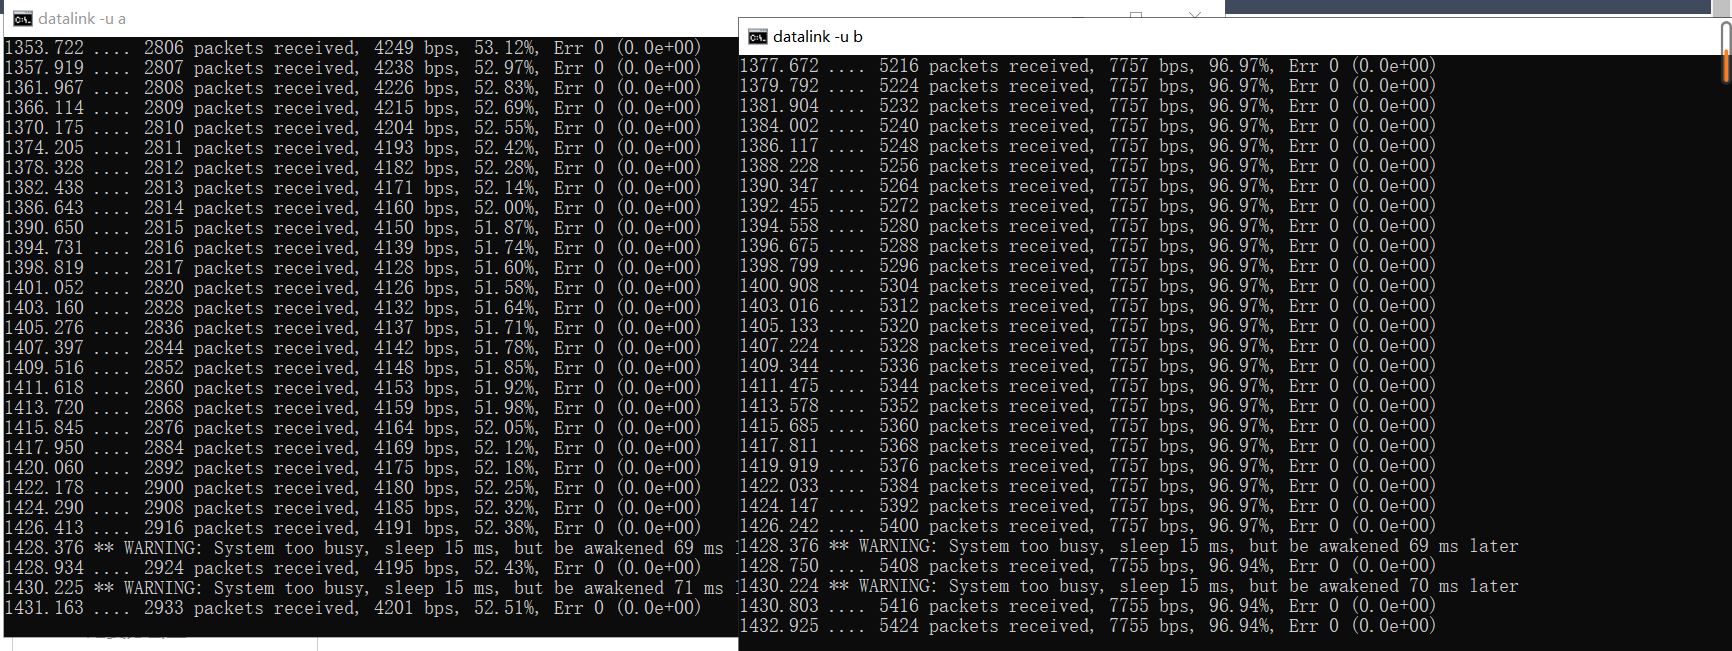 datalink -u a
1353.722 .... 2806 packets received, 4249 bps, 53.12%, Err 0 (0.0e+00)
1357.919 .... 2807 packets received, 4238 bps, 52.97%, Err 0 (0.0e+00)
1361.967 .... 2808 packets received, 4226 bps, 52.83%, Err 0 (0.0e+00)
1366.114 .... 2809 packets received, 4215 bps, 52.69%, Err 0 (0.0e+00)
1370.175 .... 2810 packets received, 4204 bps, 52.55%, Err 0 (0.0e+00)
1374.205 .... 2811 packets received, 4193 bps, 52.42%, Err 0 (0.0e+00)
1378.328 .... 2812 packets received, 4182 bps, 52.28%, Err 0 (0.0e+00)
1382.438 .... 2813 packets received, 4171 bps, 52.14%, Err 0 (0.0e+00)
1386.643 .... 2814 packets received, 4160 bps, 52.00%, Err 0 (0.0e+00)
1390.650 .... 2815 packets received, 4150 bps, 51.87%, Err 0 (0.0e+00)
1394.731 .... 2816 packets received, 4139 bps, 51.74%, Err 0 (0.0e+00)
1398.819 .... 2817 packets received, 4128 bps, 51.60%, Err 0 (0.0e+00)
1401.052 .... 2820 packets received, 4126 bps, 51.58%, Err 0 (0.0e+00)
1403.160 .... 2828 packets received, 4132 bps, 51.64%, Err 0 (0.0e+00)
1405.276 .... 2836 packets received, 4137 bps, 51.71%, Err 0 (0.0e+00)
1407.397 .... 2844 packets received, 4142 bps, 51.78%, Err 0 (0.0e+00)
1409.516 .... 2852 packets received, 4148 bps, 51.85%, Err 0 (0.0e+00)
1411.618 .... 2860 packets received, 4153 bps, 51.92%, Err 0 (0.0e+00)
1413.720 .... 2868 packets received, 4159 bps, 51.98%, Err 0 (0.0e+00)
1415.845 .... 2876 packets received, 4164 bps, 52.05%, Err 0 (0.0e+00)
1417.950 .... 2884 packets received, 4169 bps, 52.12%, Err 0 (0.0e+00)
1420.060 .... 2892 packets received, 4175 bps, 52.18%, Err 0 (0.0e+00)
1422.178 .... 2900 packets received, 4180 bps, 52.25%, Err 0 (0.0e+00)
1424.290 .... 2908 packets received, 4185 bps, 52.32%, Err 0 (0.0e+00)
1426.413 .... 2916 packets received, 4191 bps, 52.38%, Err 0 (0.0e+00)
1428.376 ** WARNING: System too busy, sleep 15 ms, but be awakened 69 ms
1428.934 .... 2924 packets received, 4195 bps, 52.43%, Err 0 (0.0e+00)
1430.225 ** WARNING: System too busy, sleep 15 ms, but be awakened 71 ms
1431.163 .... 2933 packets received, 4201 bps, 52.51%, Err 0 (0.0e+00)
datalink -u b
1377.672 .... 5216 packets received, 7757 bps, 96.97%, Err 0 (0.0e+00)
1379.792 .... 5224 packets received, 7757 bps, 96.97%, Err 0 (0.0e+00)
1381.904 .... 5232 packets received, 7757 bps, 96.97%, Err 0 (0.0e+00)
1384.002 .... 5240 packets received, 7757 bps, 96.97%, Err 0 (0.0e+00)
1386.117 .... 5248 packets received, 7757 bps, 96.97%, Err 0 (0.0e+00)
1388.228 .... 5256 packets received, 7757 bps, 96.97%, Err 0 (0.0e+00)
1390.347 .... 5264 packets received, 7757 bps, 96.97%, Err 0 (0.0e+00)
1392.455 .... 5272 packets received, 7757 bps, 96.97%, Err 0 (0.0e+00)
1394.558 .... 5280 packets received, 7757 bps, 96.97%, Err 0 (0.0e+00)
1396.675 .... 5288 packets received, 7757 bps, 96.97%, Err 0 (0.0e+00)
1398.799 .... 5296 packets received, 7757 bps, 96.97%, Err 0 (0.0e+00)
1400.908 .... 5304 packets received, 7757 bps, 96.97%, Err 0 (0.0e+00)
1403.016 .... 5312 packets received, 7757 bps, 96.97%, Err 0 (0.0e+00)
1405.133 .... 5320 packets received, 7757 bps, 96.97%, Err 0 (0.0e+00)
1407.224 .... 5328 packets received, 7757 bps, 96.97%, Err 0 (0.0e+00)
1409.344 .... 5336 packets received, 7757 bps, 96.97%, Err 0 (0.0e+00)
1411.475 .... 5344 packets received, 7757 bps, 96.97%, Err 0 (0.0e+00)
1413.578 .... 5352 packets received, 7757 bps, 96.97%, Err 0 (0.0e+00)
1415.685 .... 5360 packets received, 7757 bps, 96.97%, Err 0 (0.0e+00)
1417.811 .... 5368 packets received, 7757 bps, 96.97%, Err 0 (0.0e+00)
1419.919 .... 5376 packets received, 7757 bps, 96.97%, Err 0 (0.0e+00)
1422.033 .... 5384 packets received, 7757 bps, 96.97%, Err 0 (0.0e+00)
1424.147 .... 5392 packets received, 7757 bps, 96.97%, Err 0 (0.0e+00)
1426.242 .... 5400 packets received, 7757 bps, 96.97%, Err 0 (0.0e+00)
1428.376 ** WARNING: System too busy, sleep 15 ms, but be awakened 69 ms later
1428.750 .... 5408 packets received, 7755 bps, 96.94%, Err 0 (0.0e+00)
1430.224 ** WARNING: System too busy, sleep 15 ms, but be awakened 70 ms later
1430.803 .... 5416 packets received, 7755 bps, 96.94%, Err 0 (0.0e+00)
1432.925 .... 5424 packets received, 7755 bps, 96.94%, Err 0 (0.0e+00)